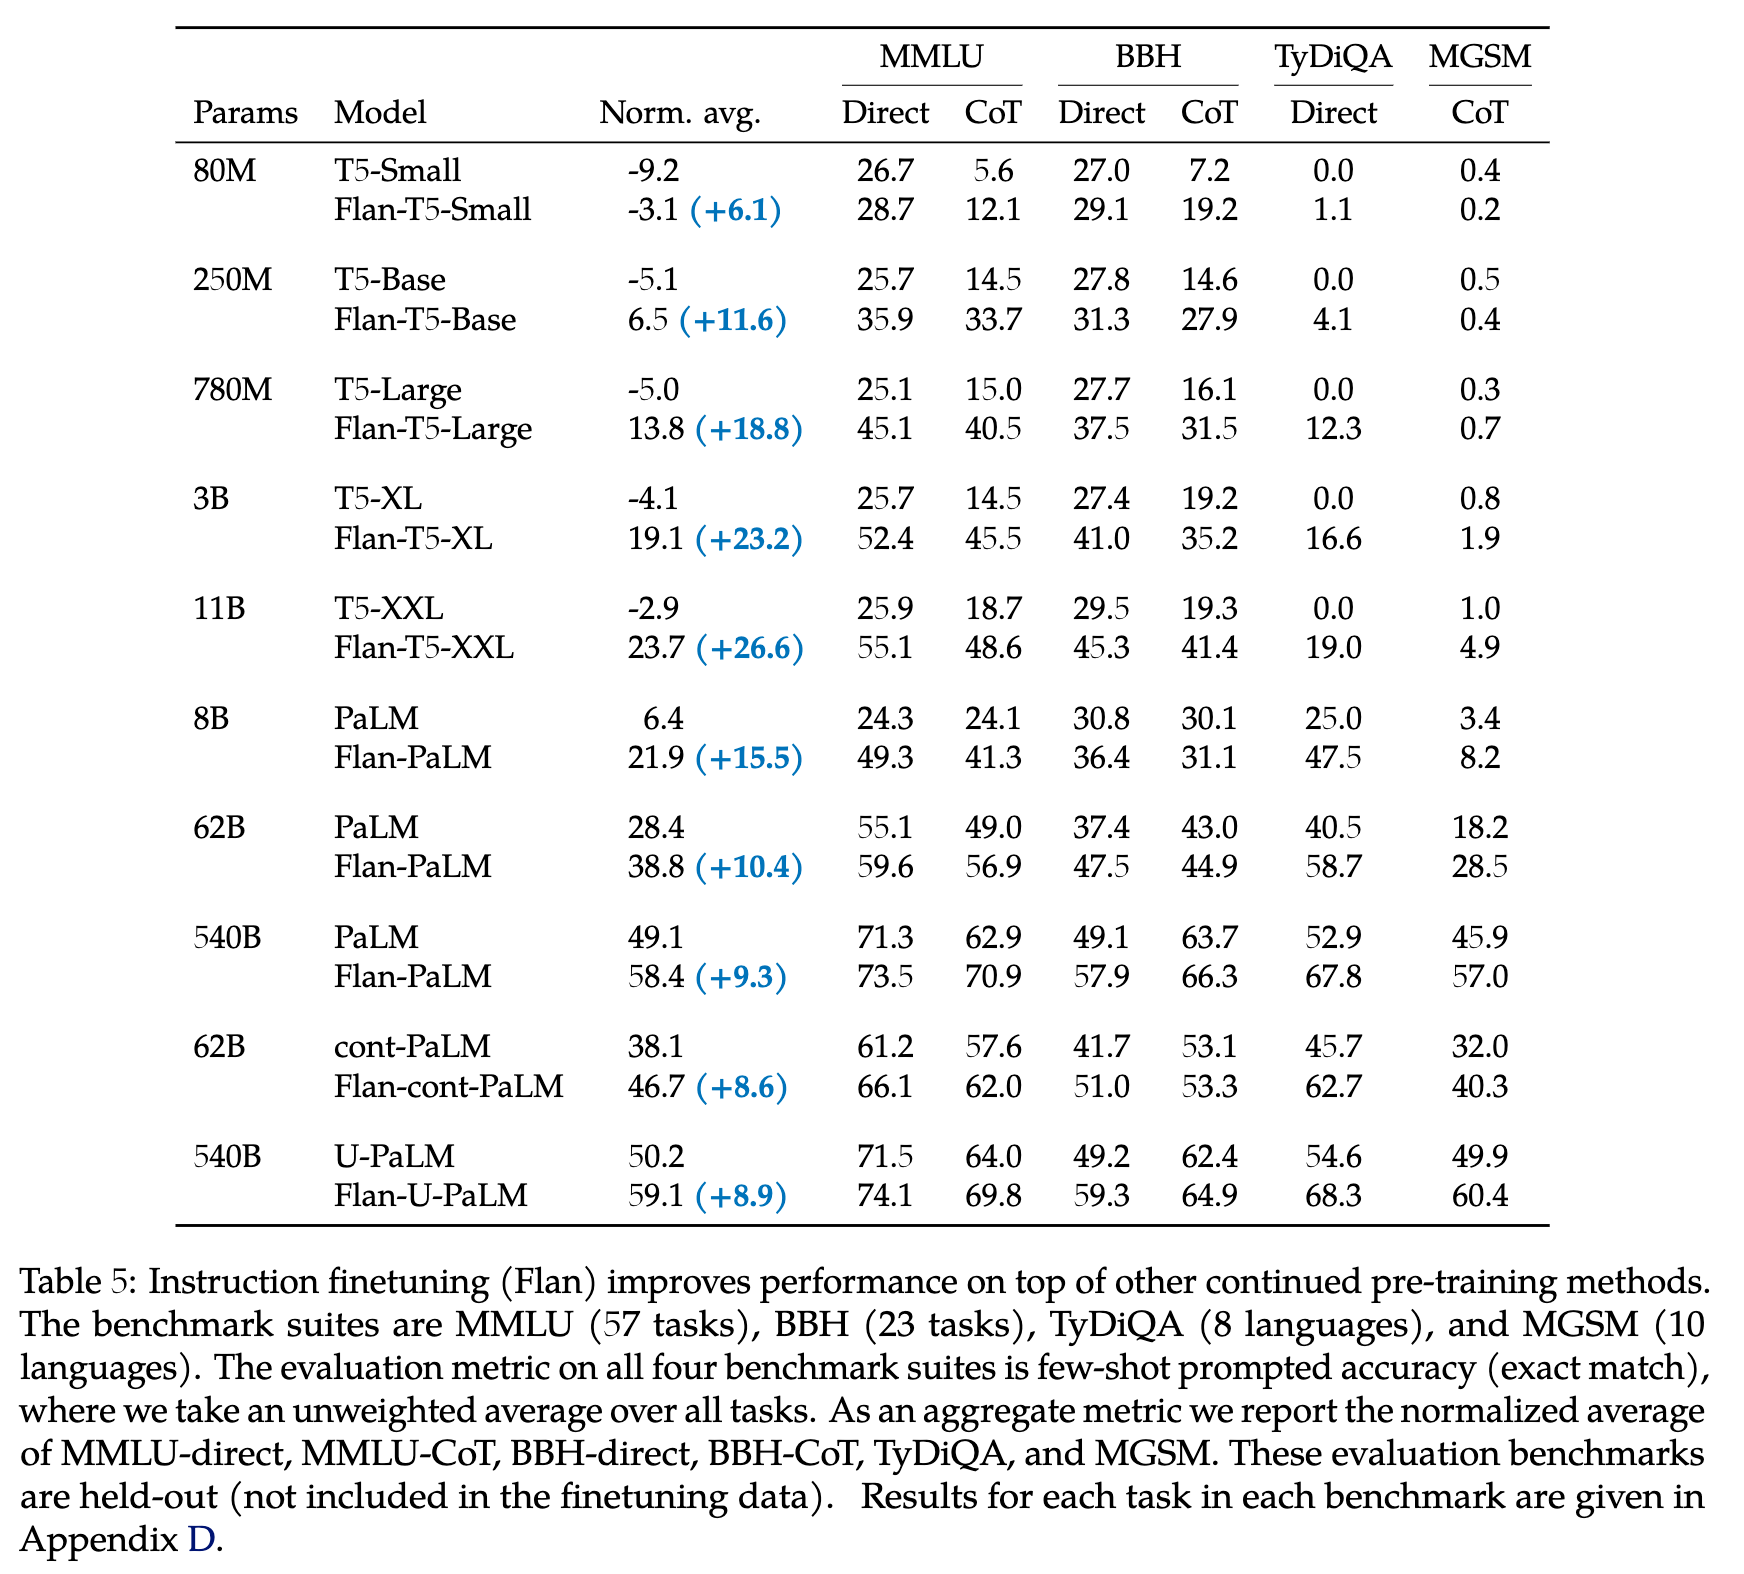 MMLU BBH TyDiQA MGSM
Params Model Norm. avg. Direct CoT Direct CoT Direct CoT
80M T5-Small -9.2 26.7 5.6 27.0 7.2 0.0 0.4
Flan-T5-Small -3.1 (+6.1) 28.7 12.1 29.1 19.2 1.1 0.2
250M T5-Base -5.1 25.7 14.5 27.8 14.6 0.0 0.5
Flan-T5-Base 6.5 (+11.6) 35.9 33.7 31.3 27.9 4.1 0.4
780M T5-Large -5.0 25.1 15.0 27.7 16.1 0.0 0.3
Flan-T5-Large 13.8 (+18.8) 45.1 40.5 37.5 31.5 12.3 0.7
3B T5-XL -4.1 25.7 14.5 27.4 19.2 0.0 0.8
Flan-T5-XL 19.1 (+23.2) 52.4 45.5 41.0 35.2 16.6 1.9
11B T5-XXL -2.9 25.9 18.7 29.5 19.3 0.0 1.0
Flan-T5-XXL 23.7 (+26.6) 55.1 48.6 45.3 41.4 19.0 4.9
8B PaLM 6.4 24.3 24.1 30.8 30.1 25.0 3.4
Flan-PaLM 21.9 (+15.5) 49.3 41.3 36.4 31.1 47.5 8.2
62B PaLM 28.4 55.1 49.0 37.4 43.0 40.5 18.2
Flan-PaLM 38.8 (+10.4) 59.6 56.9 47.5 44.9 58.7 28.5
540B PaLM 49.1 71.3 62.9 49.1 63.7 52.9 45.9
Flan-PaLM 58.4 (+9.3) 73.5 70.9 57.9 66.3 67.8 57.0
62B cont-PaLM 38.1 61.2 57.6 41.7 53.1 45.7 32.0
Flan-cont-PaLM 46.7 (+8.6) 66.1 62.0 51.0 53.3 62.7 40.3
540B U-PaLM 50.2 71.5 64.0 49.2 62.4 54.6 49.9
Flan-U-PaLM 59.1 (+8.9) 74.1 69.8 59.3 64.9 68.3 60.4
Table 5: Instruction finetuning (Flan) improves performance on top of other continued pre-training methods.
The benchmark suites are MMLU (57 tasks), BBH (23 tasks), TyDiQA (8 languages), and MGSM (10
languages). The evaluation metric on all four benchmark suites is few-shot prompted accuracy (exact match),
where we take an unweighted average over all tasks. As an aggregate metric we report the normalized average
of MMLU-direct, MMLU-CoT, BBH-direct, BBH-CoT, TyDiQA, and MGSM. These evaluation benchmarks
are held-out (not included in the finetuning data). Results for each task in each benchmark are given in
Appendix D.